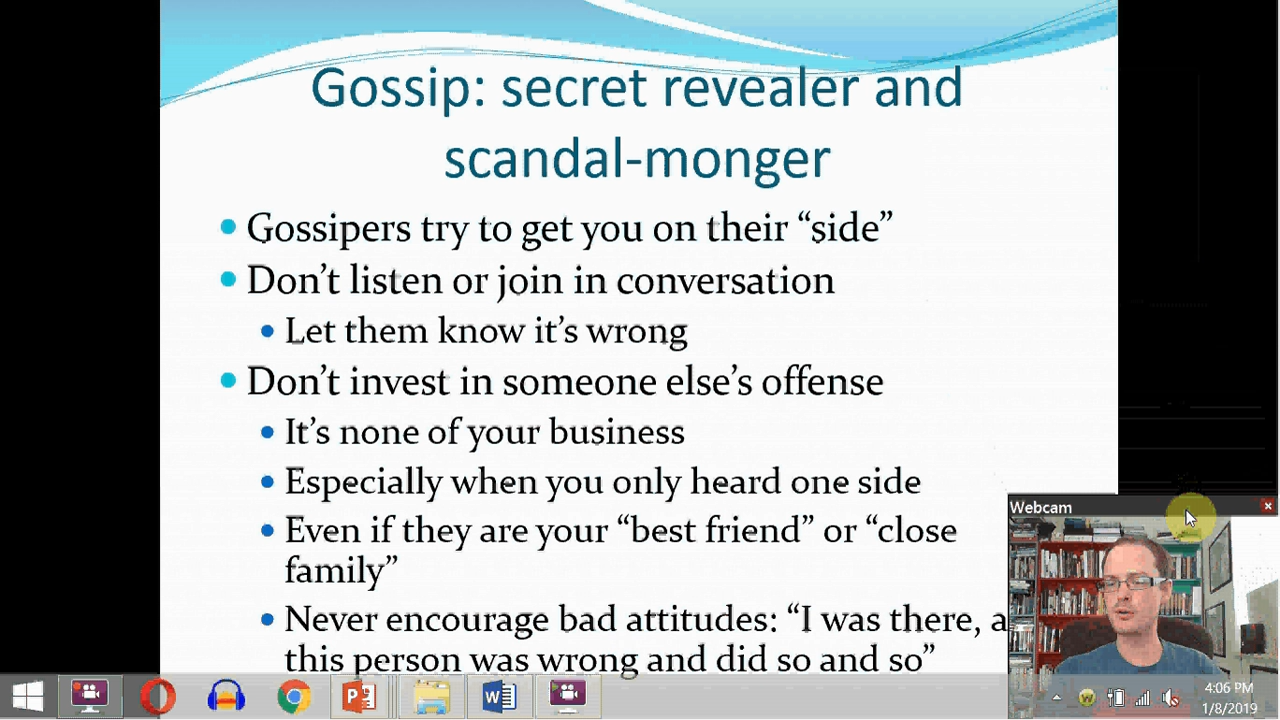 Gossip: secret revealer and
scandal-monger
Gossipers try to get you on their “side”
Don’t listen or join in conversation
Let them know it’s wrong
Don’t invest in someone else’s offense
It’s none of your business
Especially when you only heard one side
Even if they are your “best friend” or “close
family”
Never encourage bad attitudes: “I was there, a
this person was wrong and did so and so”
Webcam
4:06 PM
1/8/2019